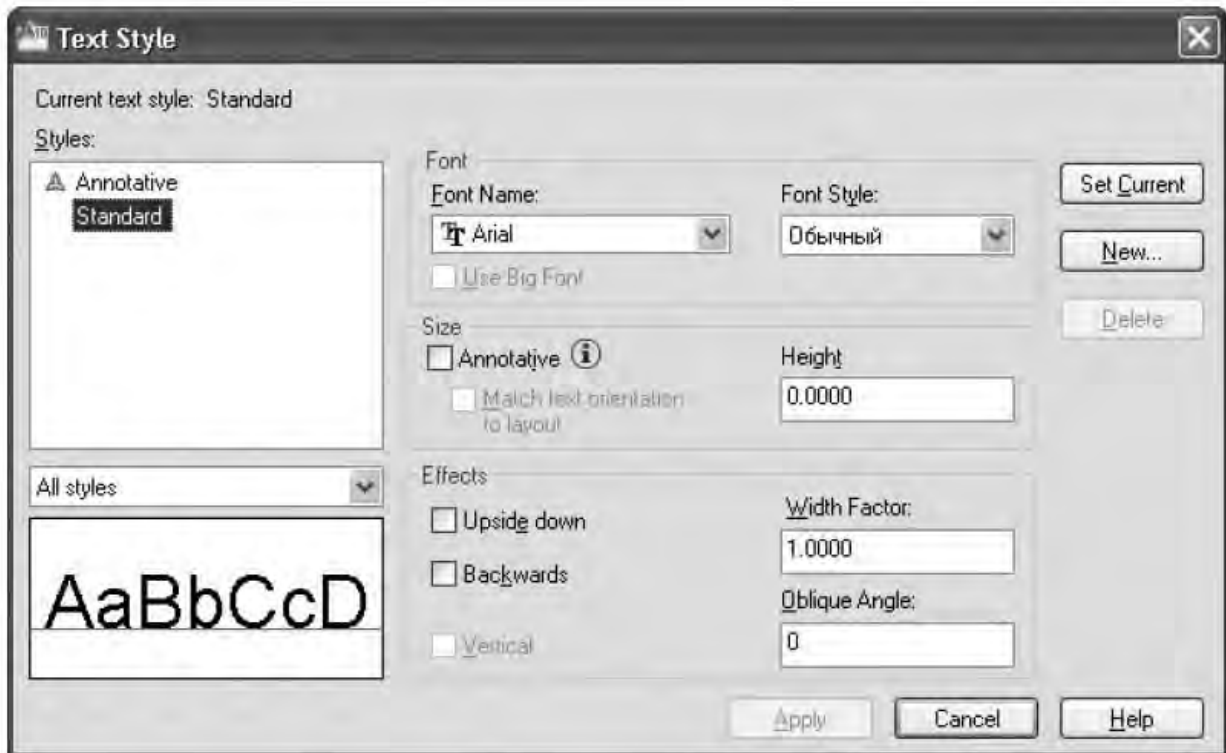 Text Style
Current text style: Standard
Styles:
Annotative
Standard
All styles
AaBbCcD
Font
Font Name:
Arial
Use Big Font
Font Style:
Обычный
Size
Annotative
Match text orientation
to layout
Height
0.0000
Effects
Upside down
Backwards
Vertical
Width Factor:
1.0000
Oblique Angle:
0
Set Current
New...
Delete
Apply
Cancel
Help